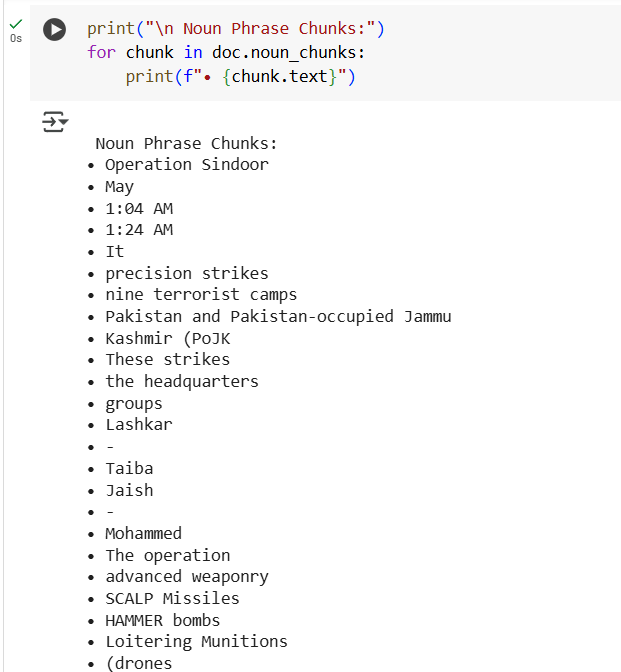 0s
print("\n Noun Phrase Chunks:")
for chunk in doc.noun_chunks:
    print(f"• {chunk.text}")
 Noun Phrase Chunks:
• Operation Sindoor
• May
• 1:04 AM
• 1:24 AM
• It
• precision strikes
• nine terrorist camps
• Pakistan and Pakistan-occupied Jammu
• Kashmir (PoJK
• These strikes
• the headquarters
• groups
• Lashkar
• -
• Taiba
• Jaish
• -
• Mohammed
• The operation
• advanced weaponry
• SCALP Missiles
• HAMMER bombs
• Loitering Munitions
• (drones